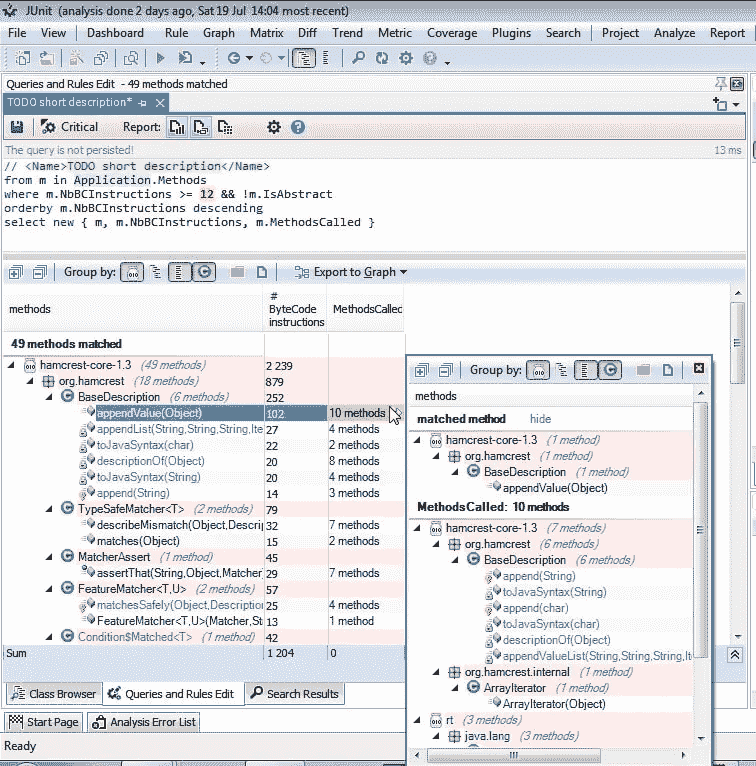 JUnit (analysis done 2 days ago, Sat 19 Jul 14:04 most recent)
File View Dashboard Rule Graph Matrix Diff Trend Metric Coverage Plugins Search Project Analyze Report
Queries and Rules Edit - 49 methods matched
TODO short description*
Critical Report:
The query is not persisted! 13 ms
// <Name>TODO short description</Name>
from m in Application.Methods
where m.NbBCInstructions >= 12 && !m.IsAbstract
orderby m.NbBCInstructions descending
select new { m, m.NbBCInstructions, m.MethodsCalled }
Group by: Export to Graph
methods # ByteCode instructions MethodsCalled
49 methods matched
hamcrest-core-1.3 (49 methods) 2 239
org.hamcrest (18 methods) 879
BaseDescription (6 methods) 252
appendValue(Object) 102 10 methods
appendList(String,String,String,Ite 27 4 methods
toJavaSyntax(char) 22 2 methods
descriptionOf(Object) 20 8 methods
toJavaSyntax(String) 20 4 methods
append(String) 14 3 methods
TypeSafeMatcher<T> (2 methods) 79
describeMismatch(Object,Descrip 32 7 methods
matches(Object) 15 2 methods
MatcherAssert (1 method) 45
assertThat(String,Object,Matcher 29 7 methods
FeatureMatcher<T,U> (2 methods) 57
matchesSafely(Object,Description 25 4 methods
FeatureMatcher<T,U>(Matcher,St 13 1 method
Condition$Matched<T> (1 method) 42
Sum 1 204 0
Class Browser Queries and Rules Edit Search Results
Start Page Analysis Error List
Ready
Group by:
methods
matched method hide
hamcrest-core-1.3 (1 method)
org.hamcrest (1 method)
BaseDescription (1 method)
appendValue(Object)
MethodsCalled: 10 methods
hamcrest-core-1.3 (7 methods)
org.hamcrest (6 methods)
BaseDescription (6 methods)
append(String)
toJavaSyntax(String)
append(char)
toJavaSyntax(char)
descriptionOf(Object)
appendValueList(String,String,String,Ite
org.hamcrest.internal (1 method)
ArrayIterator (1 method)
ArrayIterator(Object)
rt (3 methods)
java.lang (3 methods)